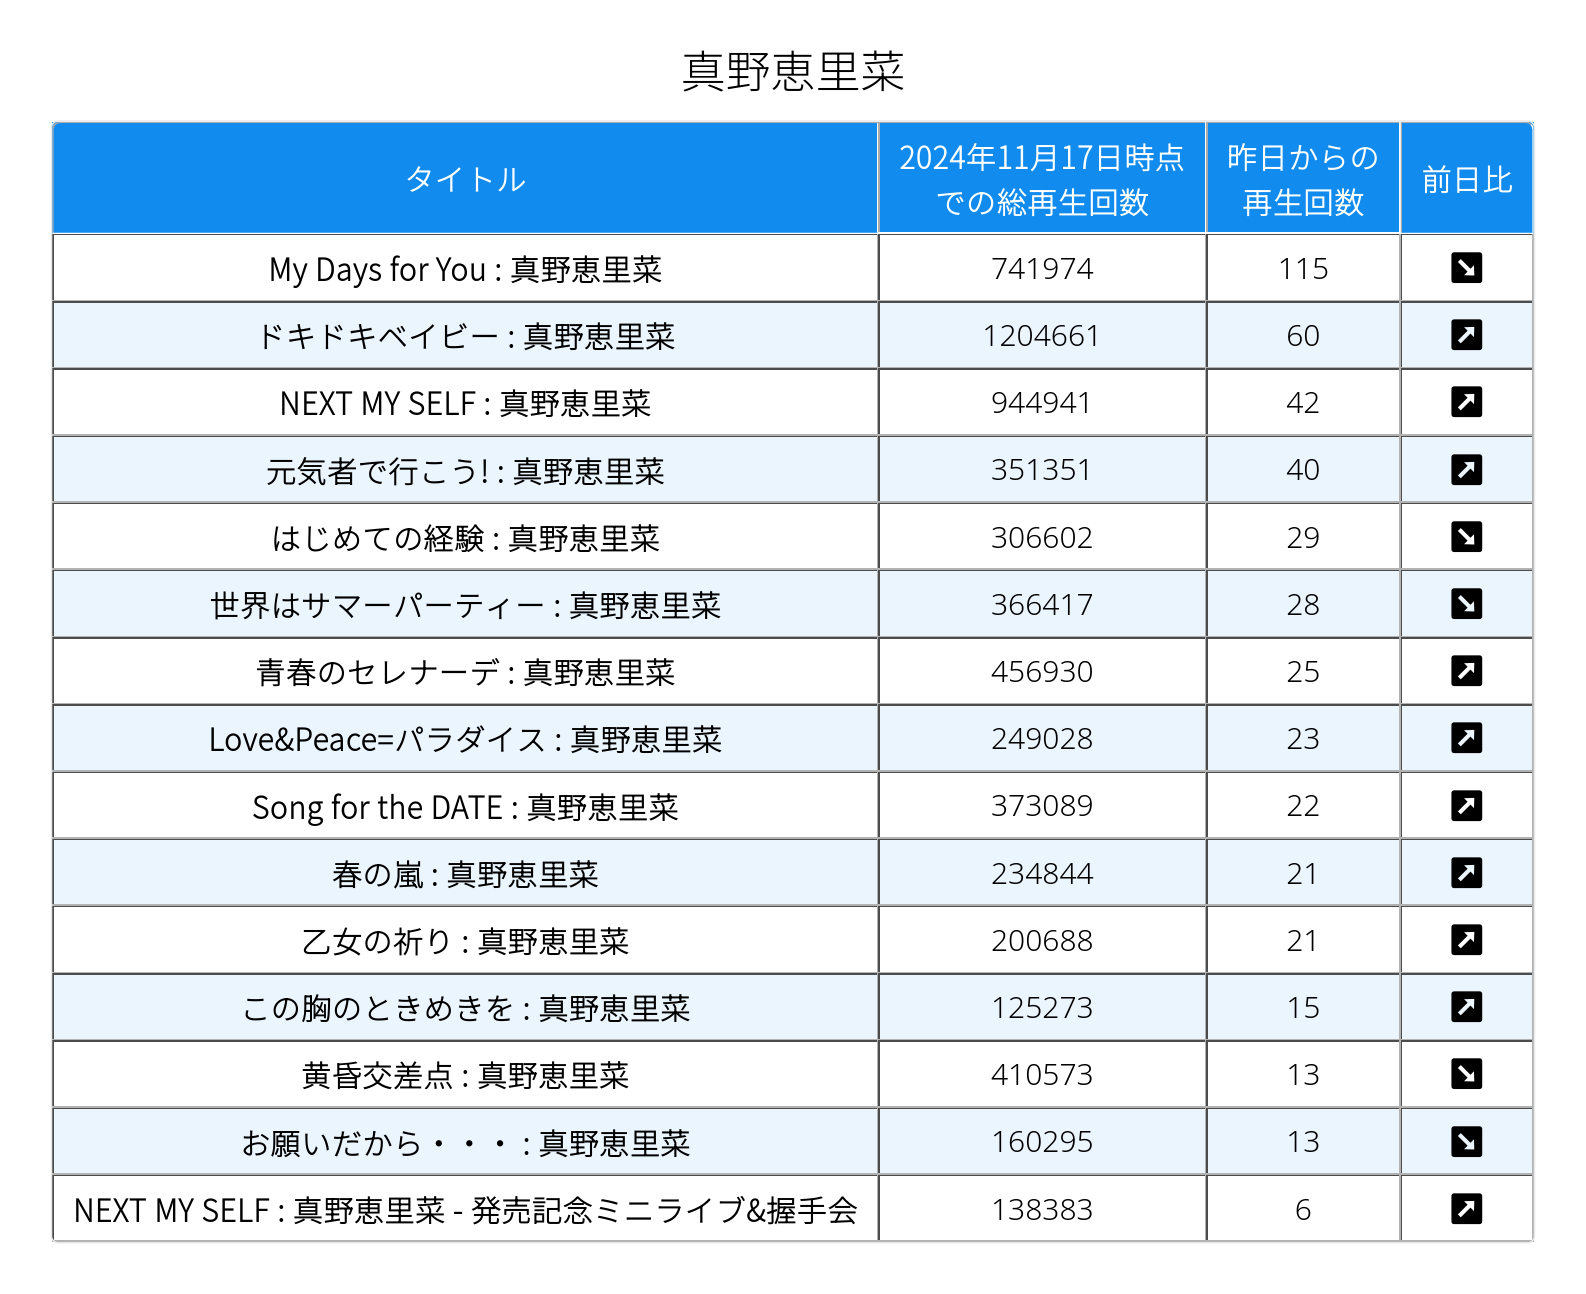 真野恵里菜
タイトル
2024年11月17日時点
での総再生回数
昨日からの
再生回数
前日比
My Days for You : 真野恵里菜 741974 115
ドキドキベイビー : 真野恵里菜 1204661 60
NEXT MY SELF : 真野恵里菜 944941 42
元気者で行こう! : 真野恵里菜 351351 40
はじめての経験 : 真野恵里菜 306602 29
世界はサマーパーティー : 真野恵里菜 366417 28
青春のセレナーデ : 真野恵里菜 456930 25
Love&Peace=パラダイス : 真野恵里菜 249028 23
Song for the DATE : 真野恵里菜 373089 22
春の嵐 : 真野恵里菜 234844 21
乙女の祈り : 真野恵里菜 200688 21
この胸のときめきを : 真野恵里菜 125273 15
黄昏交差点 : 真野恵里菜 410573 13
お願いだから・・・ : 真野恵里菜 160295 13
NEXT MY SELF : 真野恵里菜 - 発売記念ミニライブ&握手会 138383 6